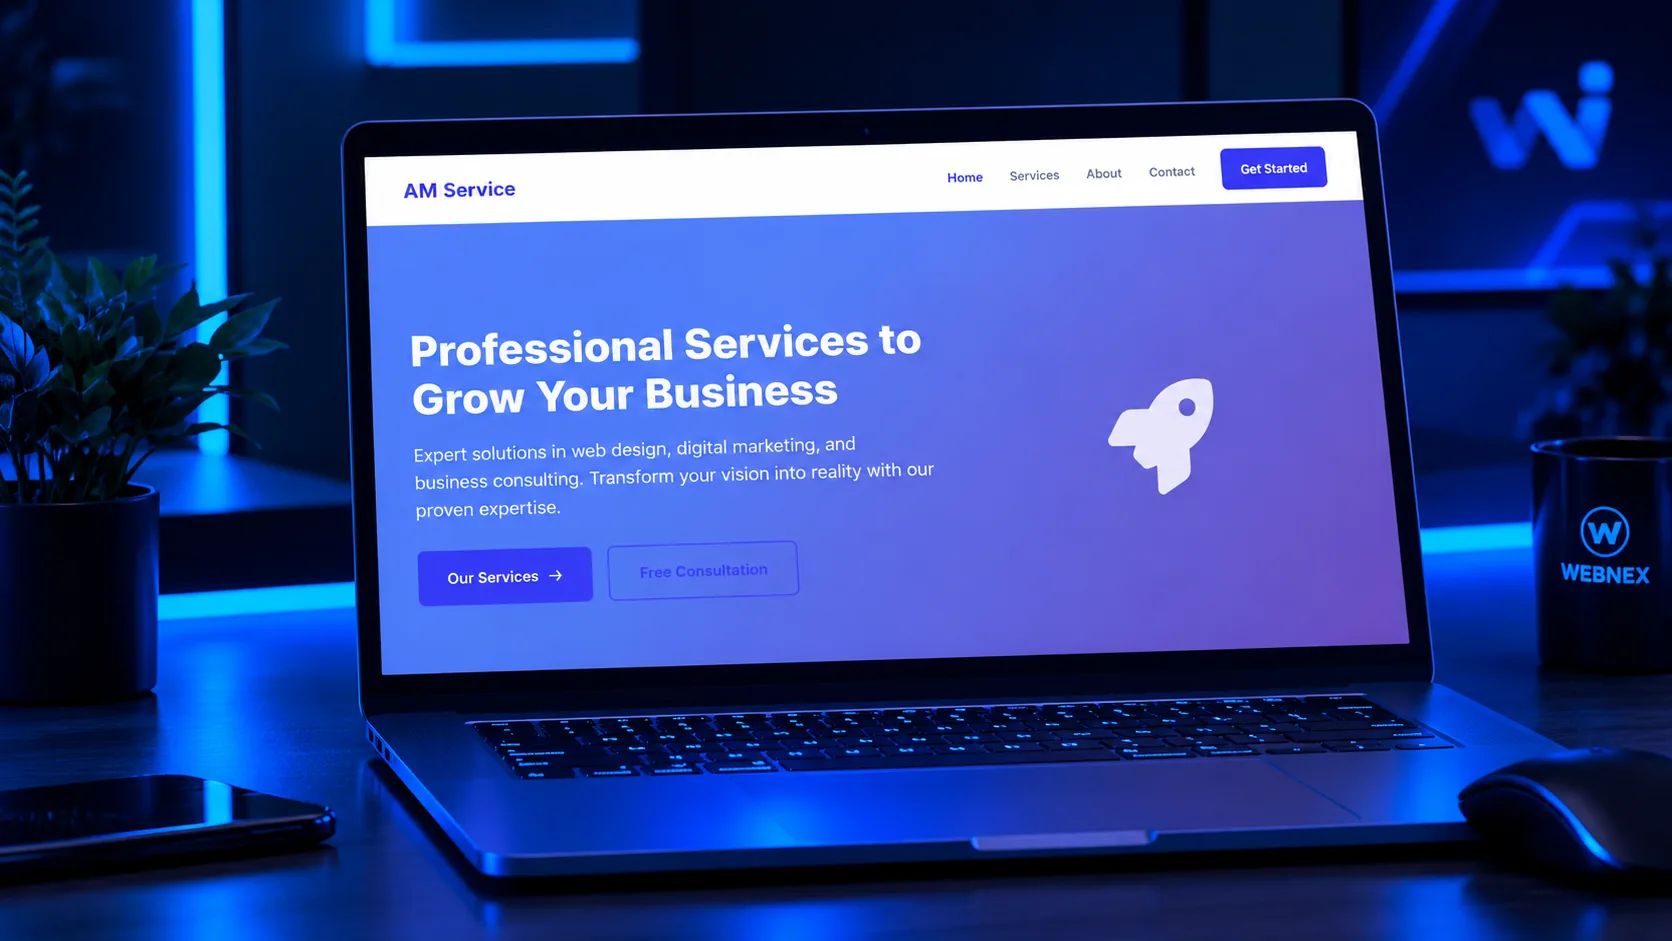 AM Service
Home
Services
About
Contact
Get Started
Professional Services to
Grow Your Business
Expert solutions in web design, digital marketing, and
business consulting. Transform your vision into reality with our
proven expertise.
Our Services →
Free Consultation
W
WEBNEX